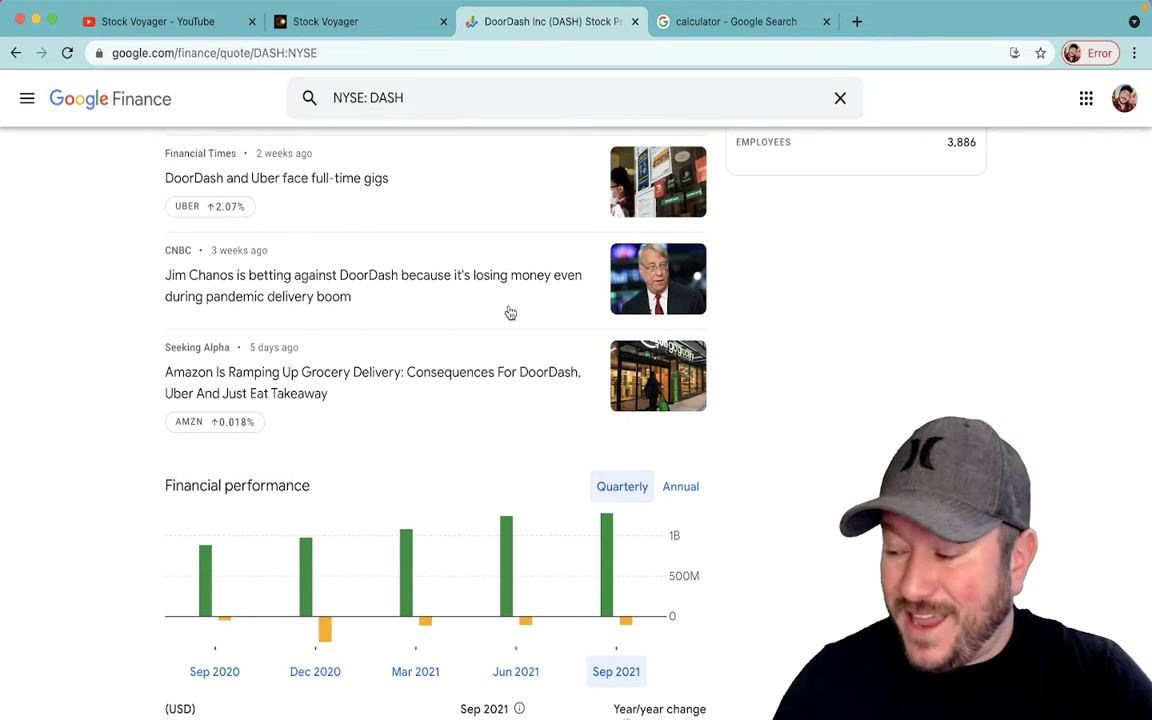 Stock Voyager - YouTube
Stock Voyager
DoorDash Inc (DASH) Stock Pr
calculator - Google Search
google.com/finance/quote/DASH:NYSE
Error
Google Finance
NYSE: DASH
Financial Times • 2 weeks ago
DoorDash and Uber face full-time gigs
UBER ↑2.07%
EMPLOYEES 3,886
CNBC • 3 weeks ago
Jim Chanos is betting against DoorDash because it's losing money even
during pandemic delivery boom
Seeking Alpha • 5 days ago
Amazon Is Ramping Up Grocery Delivery: Consequences For DoorDash,
Uber And Just Eat Takeaway
AMZN ↑0.018%
Financial performance
Quarterly Annual
1B
500M
0
Sep 2020 Dec 2020 Mar 2021 Jun 2021 Sep 2021
(USD) Sep 2021 Year/year change